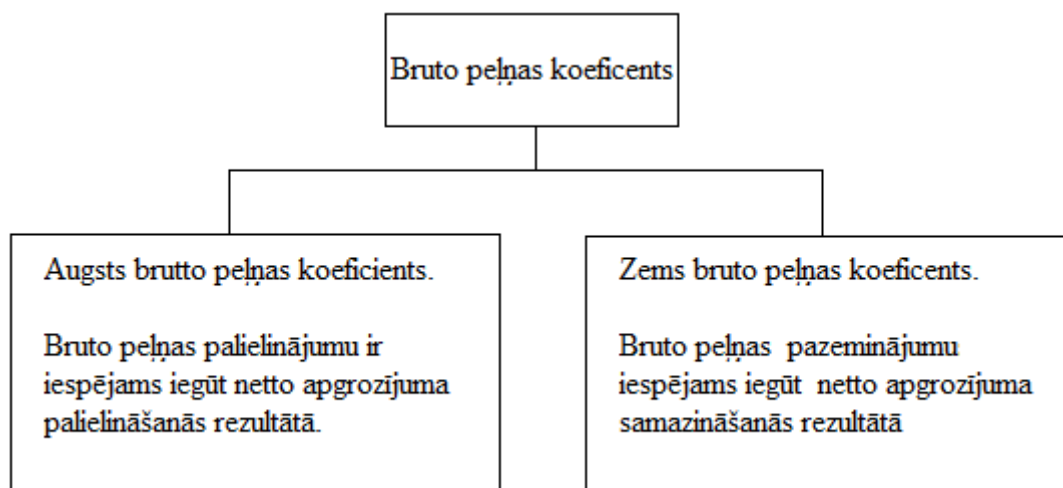 Bruto peļņas koeficents
Augsts brutto peļņas koeficients.
Bruto peļņas palielinājumu ir
iespējams iegūt netto apgrozījuma
palielināšanās rezultātā.
Zems bruto peļņas koeficents.
Bruto peļņas pazeminājumu
iespējams iegūt netto apgrozījuma
samazināšanās rezultātā